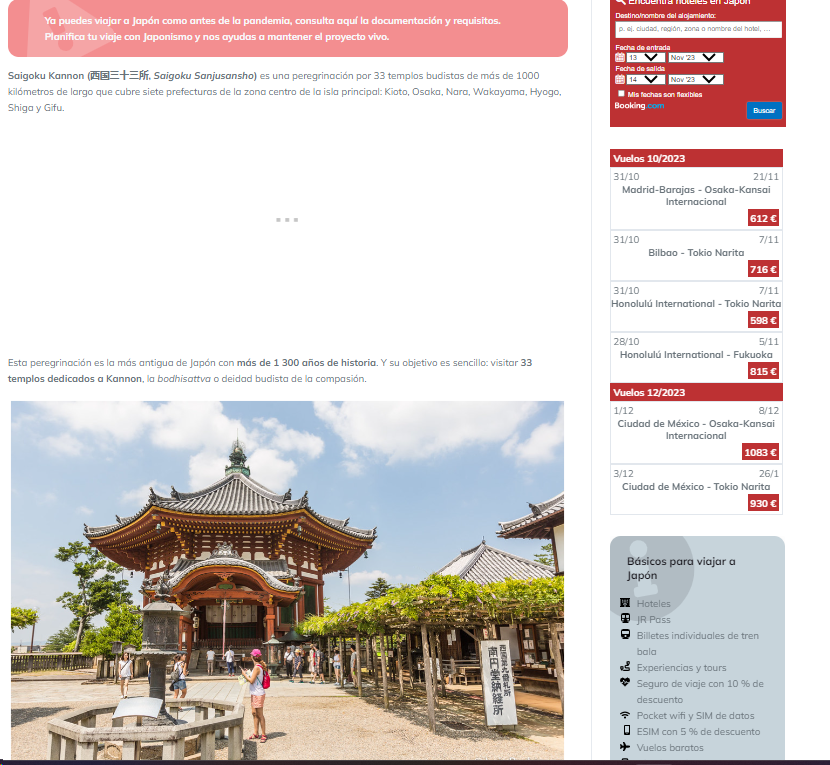 Ya puedes viajar a Japón como antes de la pandemia, consulta aquí la documentación y requisitos.
Planifica tu viaje con Japonismo y nos ayudas a mantener el proyecto vivo.
Saigoku Kannon (西国三十三所, Saigoku Sanjusansho) es una peregrinación por 33 templos budistas de más de 1000
kilómetros de largo que cubre siete prefecturas de la zona centro de la isla principal: Kioto, Osaka, Nara, Wakayama, Hyogo,
Shiga y Gifu.
Esta peregrinación es la más antigua de Japón con más de 1 300 años de historia. Y su objetivo es sencillo: visitar 33
templos dedicados a Kannon, la bodhisattva o deidad budista de la compasión.
西国第九番札所
南円堂納経所
Encuentra hoteles en Japón
Destino/nombre del alojamiento:
p. ej. ciudad, región, zona o nombre del hotel, ...
Fecha de entrada
13 Nov '23
Fecha de salida
14 Nov '23
Mis fechas son flexibles
Booking.com
Buscar
Vuelos 10/2023
31/10 21/11
Madrid-Barajas - Osaka-Kansai
Internacional
612 €
31/10 7/11
Bilbao - Tokio Narita
716 €
31/10 7/11
Honolulú International - Tokio Narita
598 €
28/10 5/11
Honolulú International - Fukuoka
815 €
Vuelos 12/2023
1/12 8/12
Ciudad de México - Osaka-Kansai
Internacional
1083 €
3/12 26/1
Ciudad de México - Tokio Narita
930 €
Básicos para viajar a
Japón
Hoteles
JR Pass
Billetes individuales de tren
bala
Experiencias y tours
Seguro de viaje con 10 % de
descuento
Pocket wifi y SIM de datos
ESIM con 5 % de descuento
Vuelos baratos